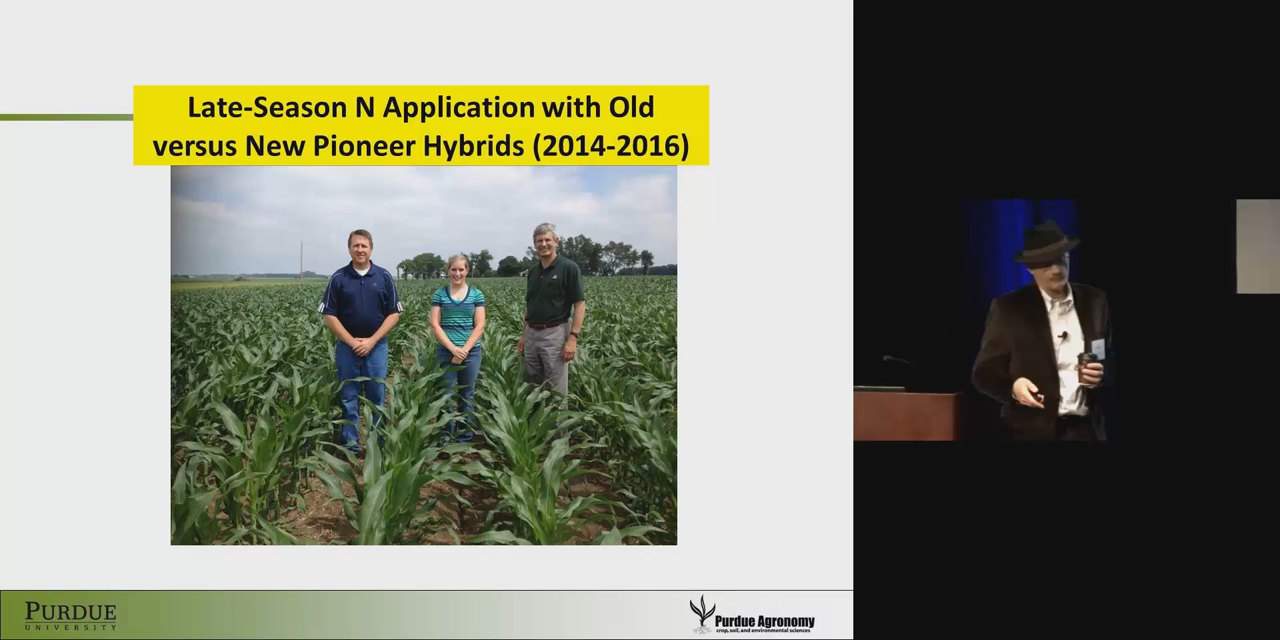 Late-Season N Application with Old
versus New Pioneer Hybrids (2014-2016)
PURDUE
UNIVERSITY
Purdue Agronomy
crop, soil, and environmental sciences